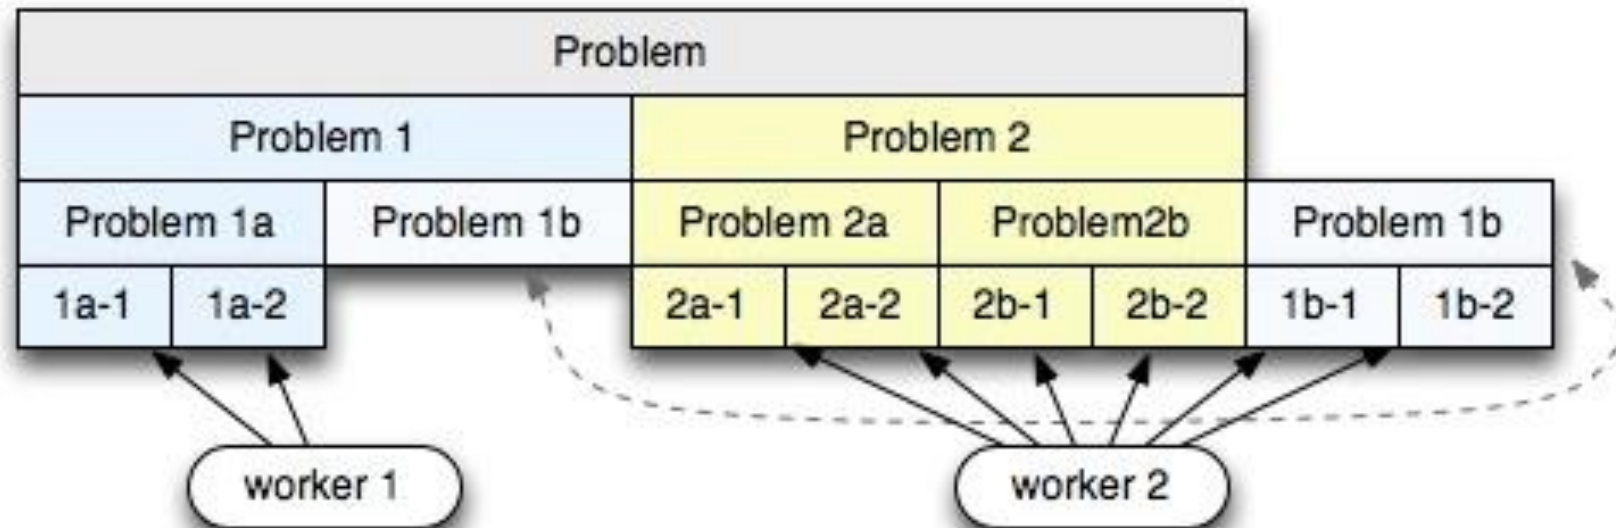 Problem
Problem 1 Problem 2
Problem 1a Problem 1b Problem 2a Problem2b Problem 1b
1a-1 1a-2 2a-1 2a-2 2b-1 2b-2 1b-1 1b-2
worker 1 worker 2